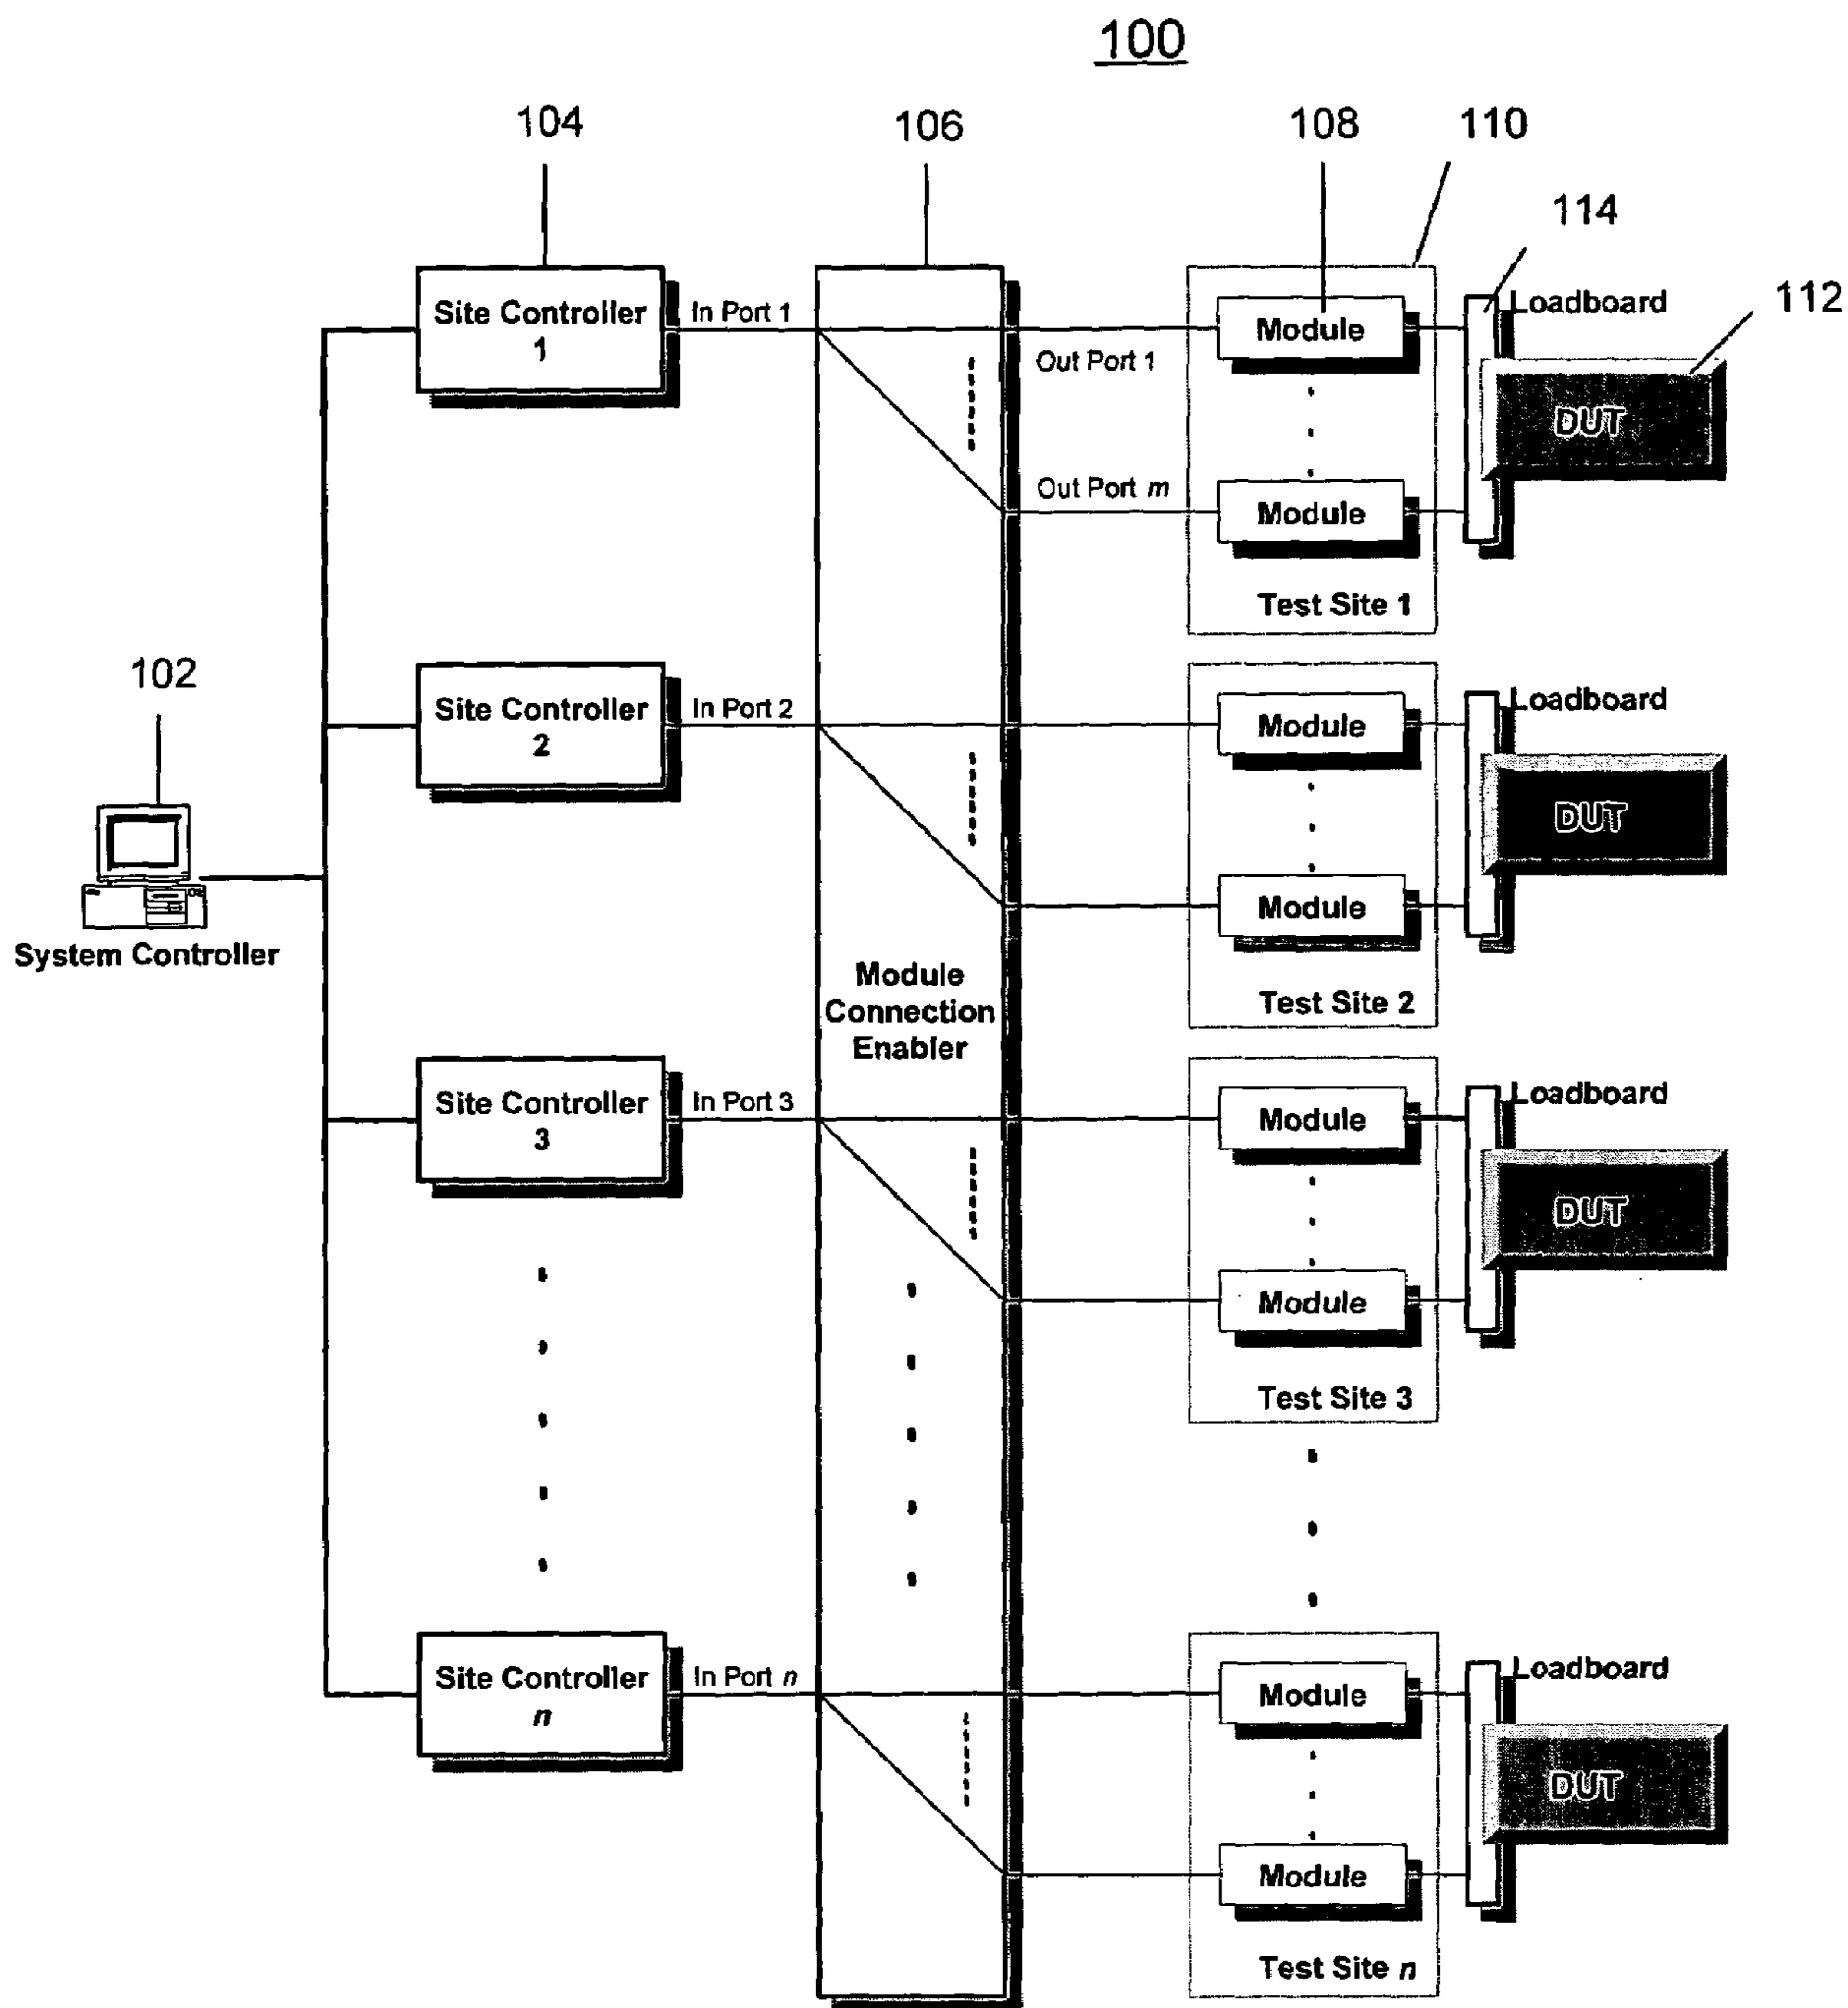 100
104
106
108
110
114
112
Site Controller
1
In Port 1
Out Port 1
Out Port m
Module
Module
Test Site 1
Loadboard
DUT
102
System Controller
Site Controller
2
In Port 2
Module
Module
Test Site 2
Loadboard
DUT
Module
Connection
Enabler
Site Controller
3
In Port 3
Module
Module
Test Site 3
Loadboard
DUT
Site Controller
n
In Port n
Module
Module
Test Site n
Loadboard
DUT